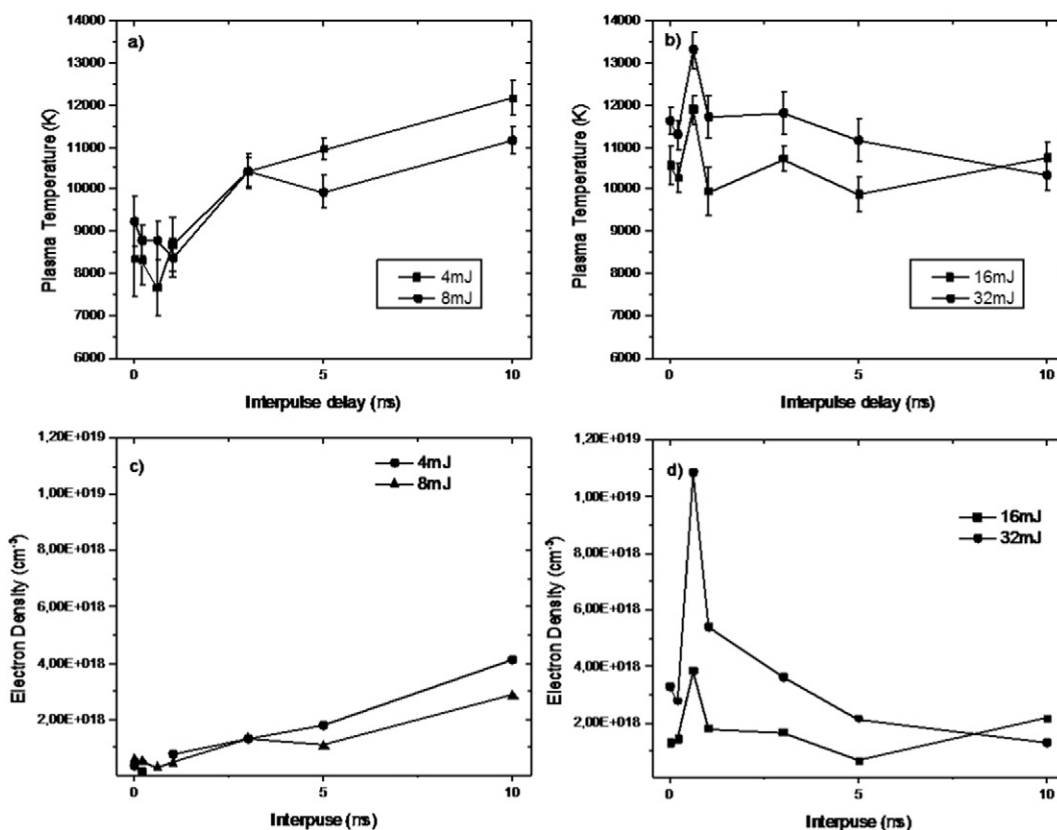 a)
Plasma Temperature (K)
14000
13000
12000
11000
10000
9000
8000
7000
6000
0
5
10
Interpulse delay (ns)
4mJ
8mJ
b)
Plasma Temperature (K)
14000
13000
12000
11000
10000
9000
8000
7000
6000
0
5
10
Interpulse delay (ns)
16mJ
32mJ
c)
Electron Density (cm⁻³)
1,20E+019
1,00E+019
8,00E+018
6,00E+018
4,00E+018
2,00E+018
0
5
10
Interpuse (ns)
4mJ
8mJ
d)
Electron Density (cm⁻³)
1,20E+019
1,00E+019
8,00E+018
6,00E+018
4,00E+018
2,00E+018
0
5
10
Interpuse (ns)
16mJ
32mJ